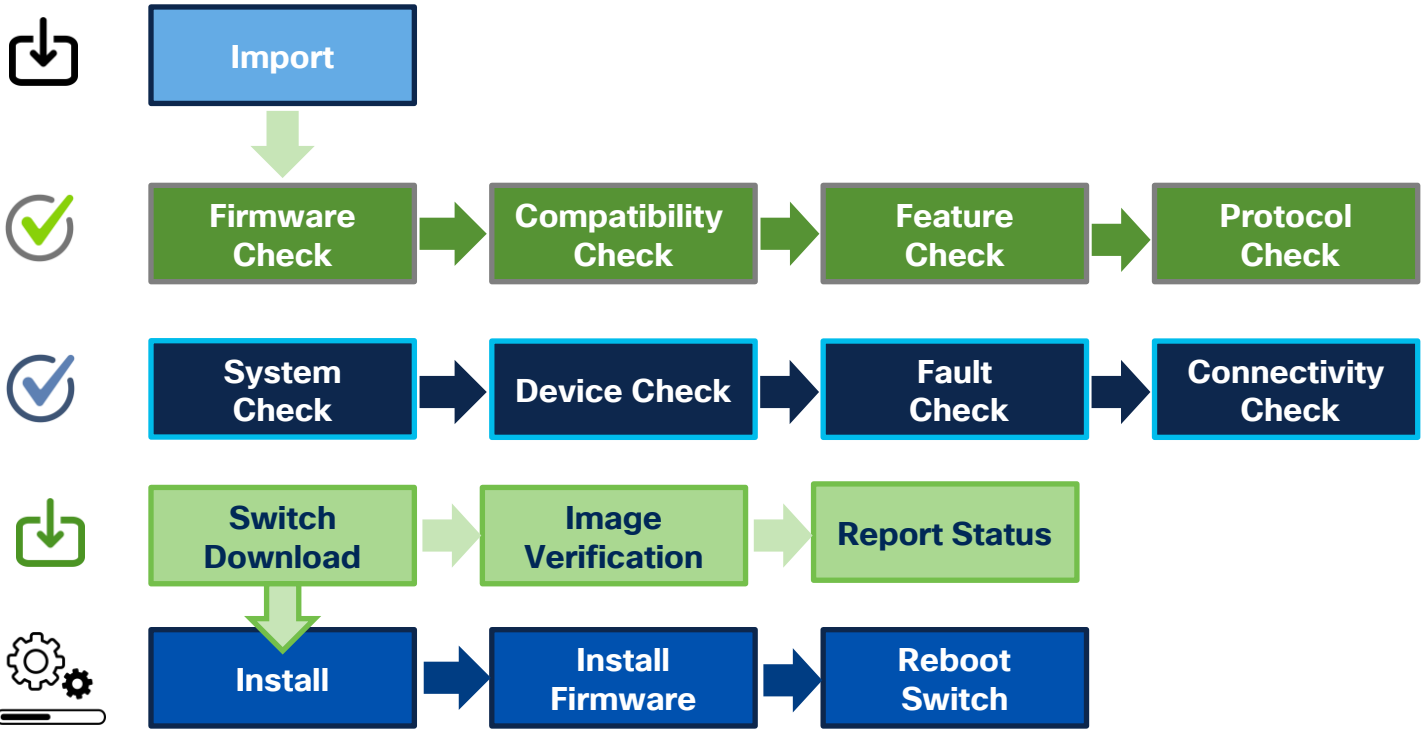 Import
Firmware
Check
Compatibility
Check
Feature
Check
Protocol
Check
System
Check
Device Check
Fault
Check
Connectivity
Check
Switch
Download
Image
Verification
Report Status
Install
Install
Firmware
Reboot
Switch